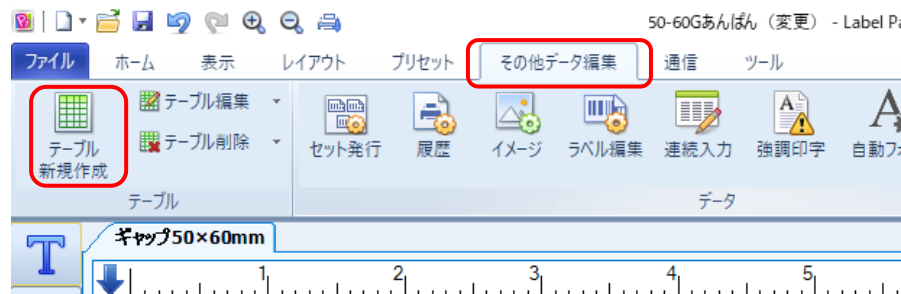 50-60Gあんぱん（変更） - Label Pa
ファイル ホーム 表示 レイアウト プリセット その他データ編集 通信 ツール
テーブル
新規作成
テーブル編集
テーブル削除
セット発行 履歴 イメージ ラベル編集 連続入力 強調印字 自動フォ
テーブル データ
T ギャップ50×60mm
1 2 3 4 5